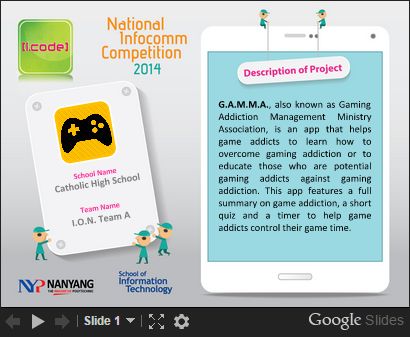 [i.code]
National
Infocomm
Competition
2014
School Name
Catholic High School
Team Name
I.O.N. Team A
NYP NANYANG
School of
Information
Technology
Description of Project
G.A.M.M.A., also known as Gaming
Addiction Management Ministry
Association, is an app that helps
game addicts to learn how to
overcome gaming addiction or to
educate those who are potential
gaming addicts against gaming
addiction. This app features a full
summary on game addiction, a short
quiz and a timer to help game
addicts control their game time.
Slide 1
Google Slides